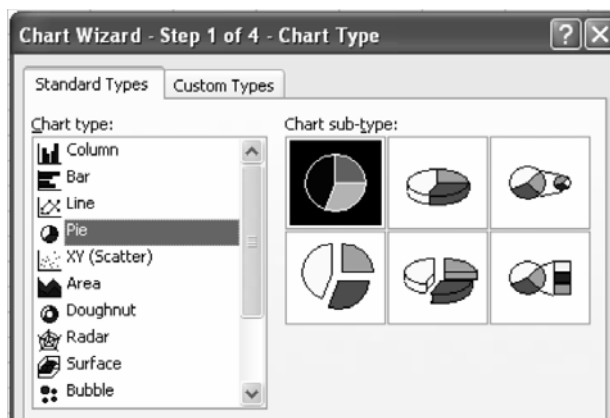 Chart Wizard - Step 1 of 4 - Chart Type
Standard Types
Custom Types
Chart type:
Column
Bar
Line
Pie
XY (Scatter)
Area
Doughnut
Radar
Surface
Bubble
Chart sub-type: